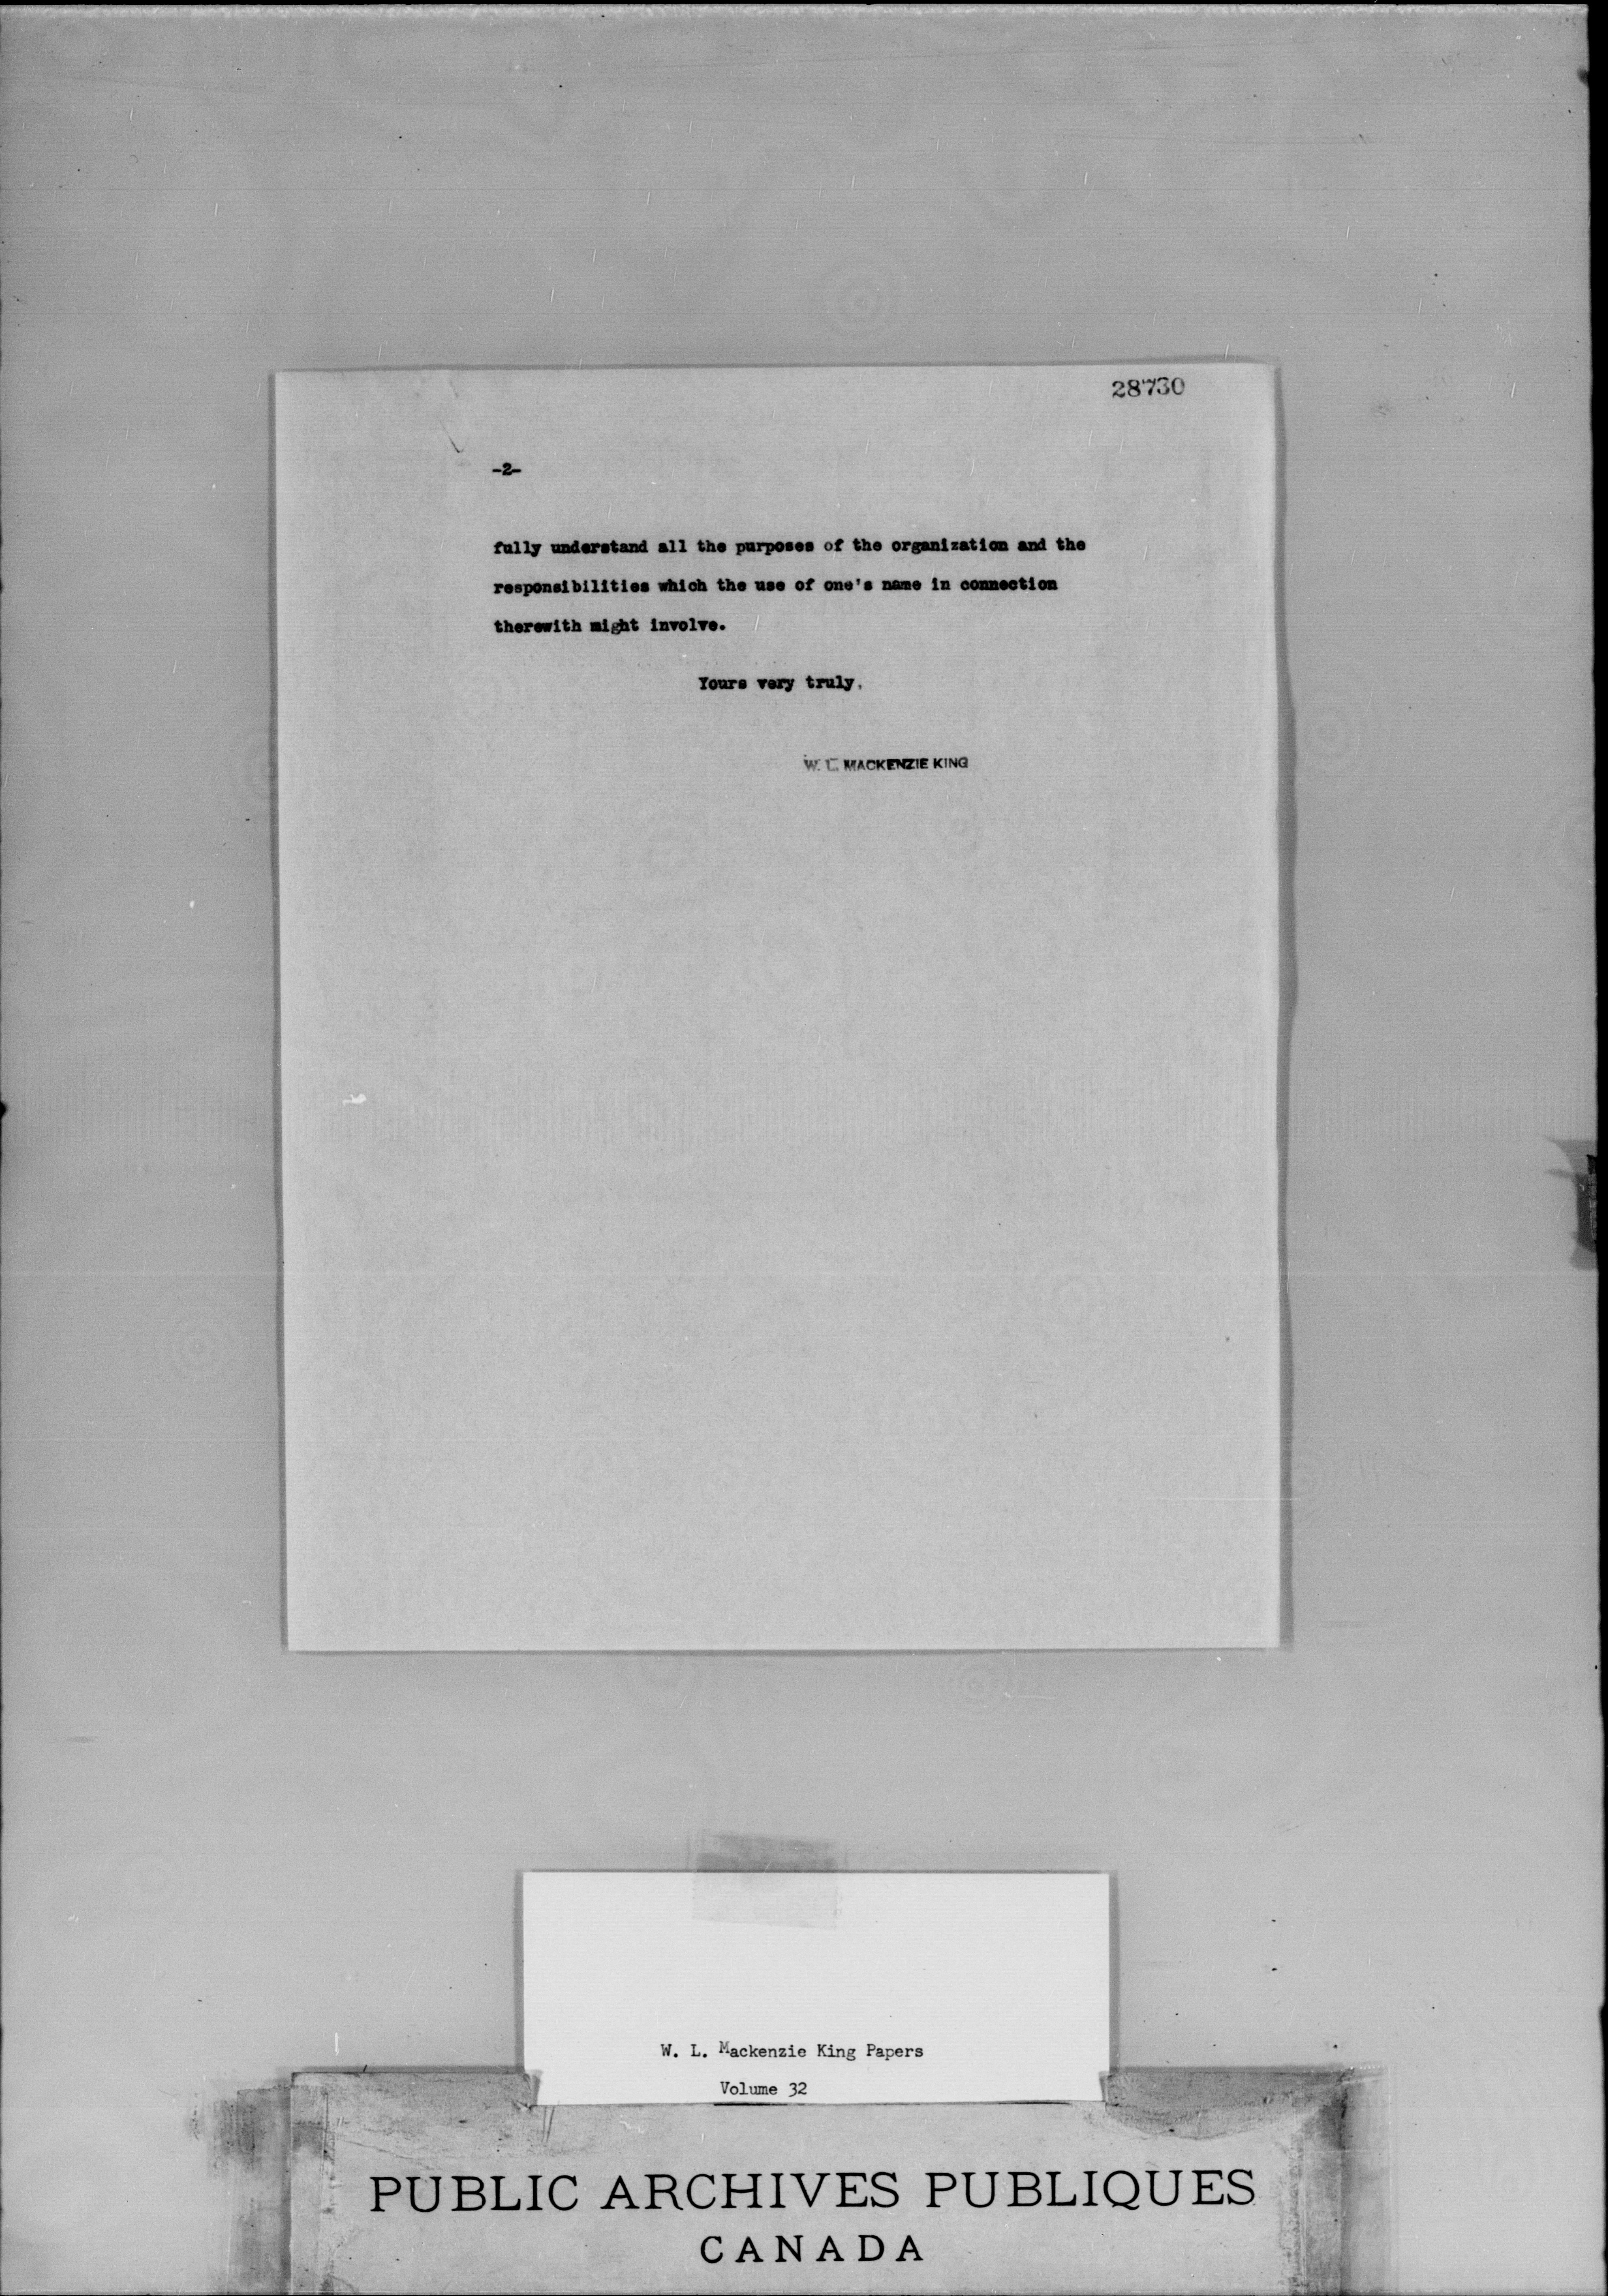 28730
-2-
fully understand all the purposes of the organization and the
responsibilities which the use of one's name in connection
therewith might involve.
Yours very truly,
W. L. MACKENZIE KING
W. L. Mackenzie King Papers
Volume 32
PUBLIC ARCHIVES PUBLIQUES
CANADA